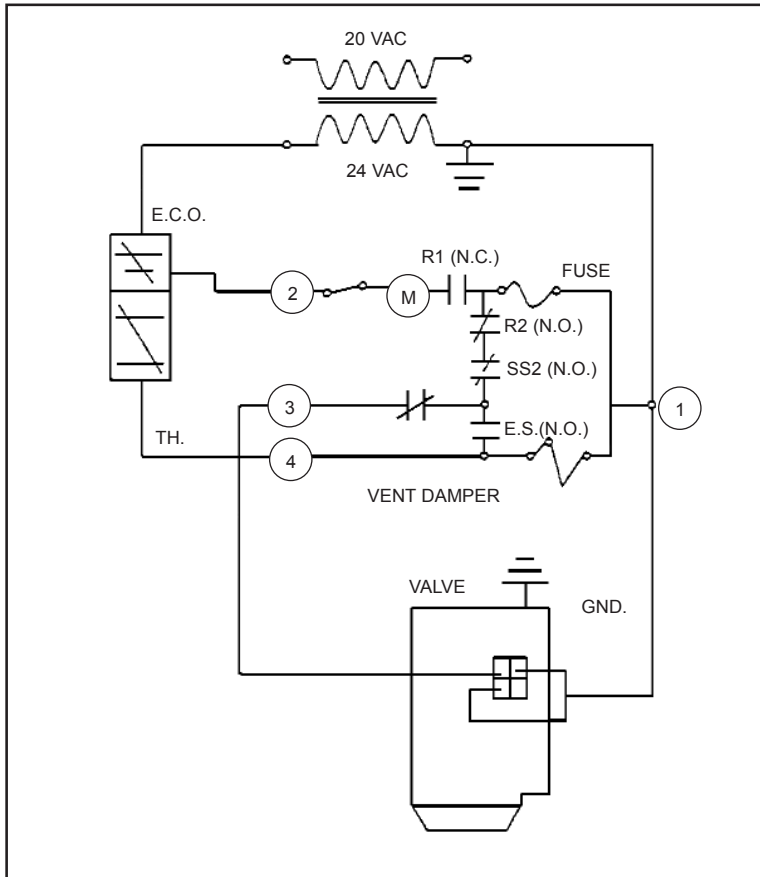 20 VAC
24 VAC
E.C.O.
R1 (N.C.)
FUSE
2
M
R2 (N.O.)
SS2 (N.O.)
3
1
E.S.(N.O.)
TH.
4
VENT DAMPER
VALVE
GND.